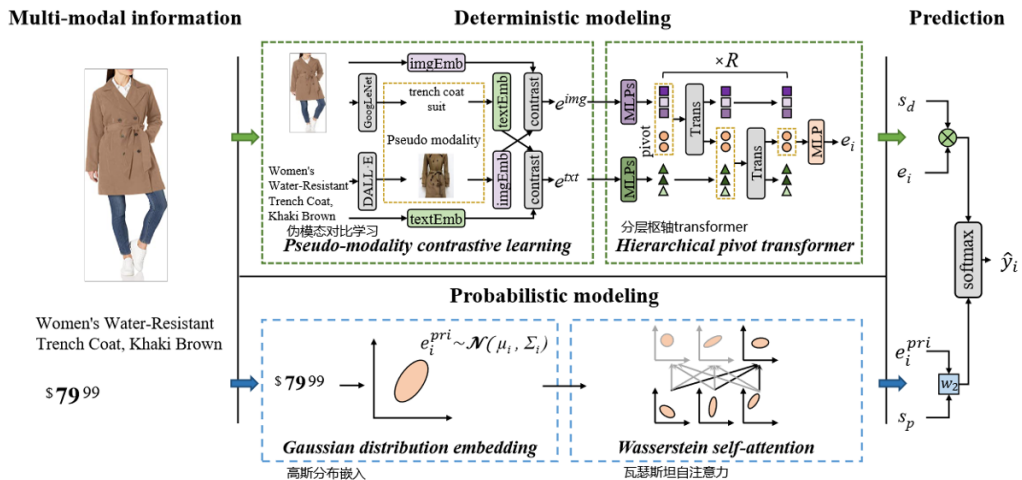 Multi-modal information
Deterministic modeling
Prediction
Women's Water-Resistant
Trench Coat, Khaki Brown
$ 79 99
imgEmb
GoogLeNet
trench coat
suit
textEmb
contrast
e^{img}
Pseudo modality
Women's
Water-Resistant
Trench Coat,
Khaki Brown
DALL E
imgEmb
contrast
e^{txt}
textEmb
伪模态对比学习
Pseudo-modality contrastive learning
×R
MLPs
pivot
Trans
MLPs
Trans
MLP
e_i
分层枢轴transformer
Hierarchical pivot transformer
Probabilistic modeling
$ 79 99
e_i^{pri}~𝒩(μ_i, Σ_i)
Gaussian distribution embedding
高斯分布嵌入
Wasserstein self-attention
瓦瑟斯坦自注意力
s_d
e_i
softmax
ŷ_i
e_i^{pri}
w_2
s_p